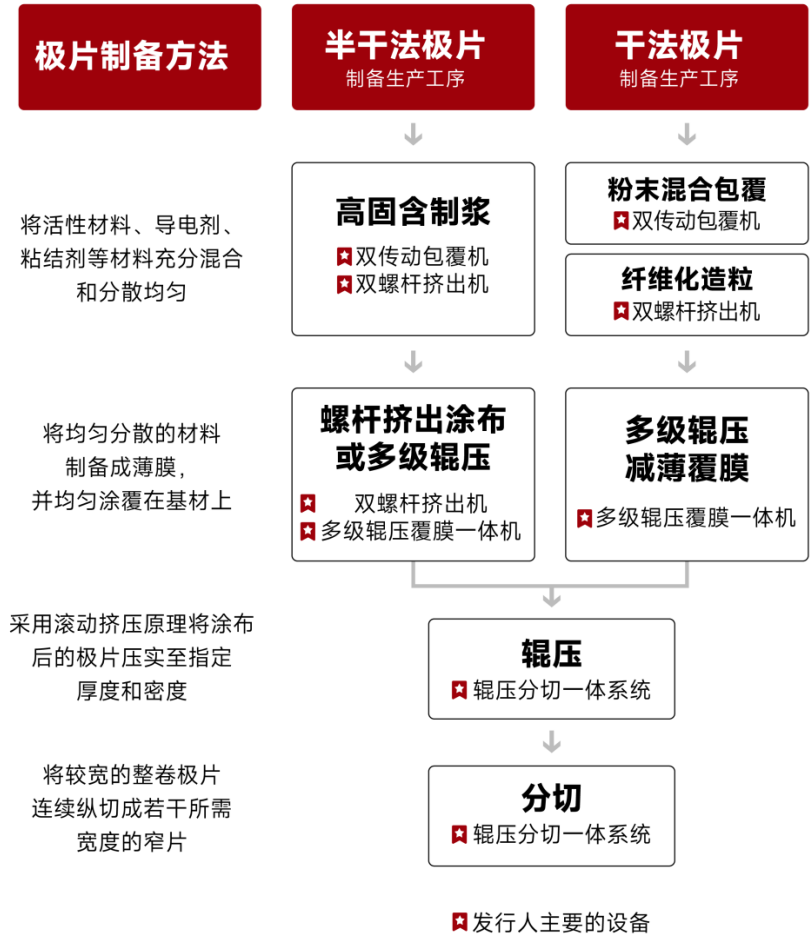 极片制备方法
半干法极片
制备生产工序
干法极片
制备生产工序
将活性材料、导电剂、
粘结剂等材料充分混合
和分散均匀
高固含制浆
双传动包覆机
双螺杆挤出机
粉末混合包覆
双传动包覆机
纤维化造粒
双螺杆挤出机
将均匀分散的材料
制备成薄膜，
并均匀涂覆在基材上
螺杆挤出涂布
或多级辊压
双螺杆挤出机
多级辊压覆膜一体机
多级辊压
减薄覆膜
多级辊压覆膜一体机
采用滚动挤压原理将涂布
后的极片压实至指定
厚度和密度
辊压
辊压分切一体系统
将较宽的整卷极片
连续纵切成若干所需
宽度的窄片
分切
辊压分切一体系统
发行人主要的设备